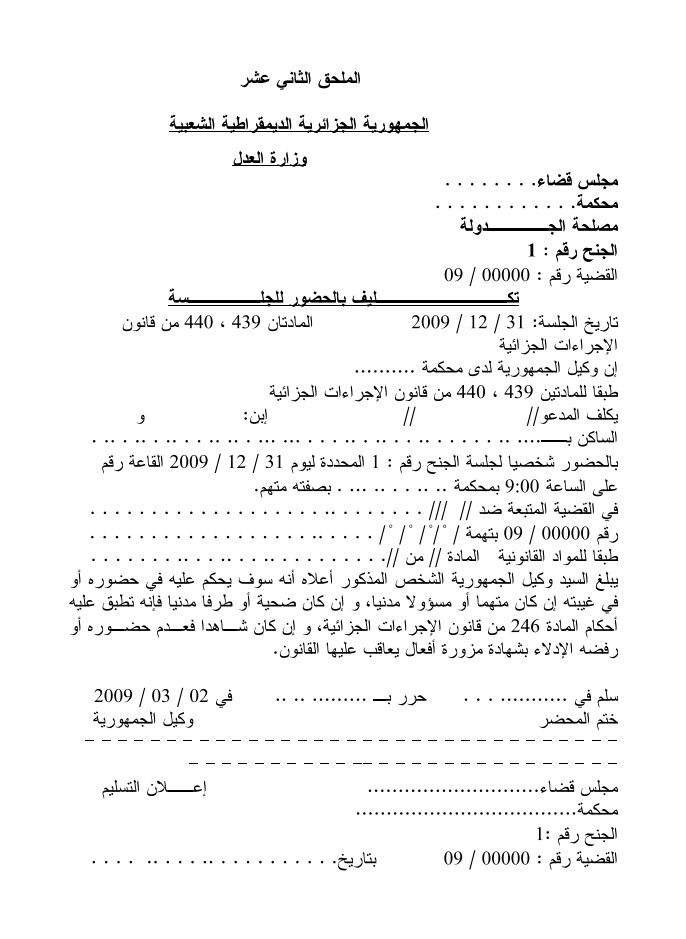 الملحق الثاني عشر
الجمهورية الجزائرية الديمقراطية الشعبية
وزارة العدل
مجلس قضاء. . . . . . . .
محكمة. . . . . . . . . . . .
مصلحة الجـــــــــــدولة
الجنح رقم : 1
القضية رقم : 00000 / 09
تكـــــــــــــــــــــليف بالحضور للجلــــــــــــــسة
تاريخ الجلسة: 31 / 12 / 2009 المادتان 439 ، 440 من قانون
الإجراءات الجزائية
إن وكيل الجمهورية لدى محكمة ..........
طبقا للمادتين 439 ، 440 من قانون الإجراءات الجزائية
يكلف المدعو// // إبن: و
الساكن بـــــ.... .. . . . . . . .. . . .. . .. . . . ... ... .. . .. .. . . .. . .. . .. .
بالحضور شخصيا لجلسة الجنح رقم : 1 المحددة ليوم 31 / 12 / 2009 القاعة رقم
على الساعة 9:00 بمحكمة .. .. . . .. ... . بصفته متهم.
في القضية المتبعة ضد // /// . . . . . . . .. . . . . . . . . . . . . . . . . . . .
رقم 00000 / 09 بتهمة / ْ/ ْ/ ْ / ْ / ْ/ . . . . . .. . . . . . . . . . . . . . . . . . .
طبقا للمواد القانونية المادة // من //. . . . . . . . . .. . . .. . . . .. . . . . . . .
يبلغ السيد وكيل الجمهورية الشخص المذكور أعلاه أنه سوف يحكم عليه في حضوره أو
في غيبته إن كان متهما أو مسؤولا مدنيا، و إن كان ضحية أو طرفا مدنيا فإنه تطبق عليه
أحكام المادة 246 من قانون الإجراءات الجزائية، و إن كان شـــاهدا فعـــدم حضـــوره أو
رفضه الإدلاء بشهادة مزورة أفعال يعاقب عليها القانون.
سلم في ........... . . . حرر بـــ ......... .. .. في 02 / 03 / 2009
ختم المحضر وكيل الجمهورية
– – – – – – – – – – – – – – – – – – – – – – – – – – – – – – – – –
– – – – – – – – – – – – – – – –– – – – – – – – – – –
مجلس قضاء............................ إعــــــلان التسليم
محكمة....................................
الجنح رقم :1
القضية رقم : 00000 / 09 بتاريخ. . . . . . . . . . . .. . . . . .. . . . .